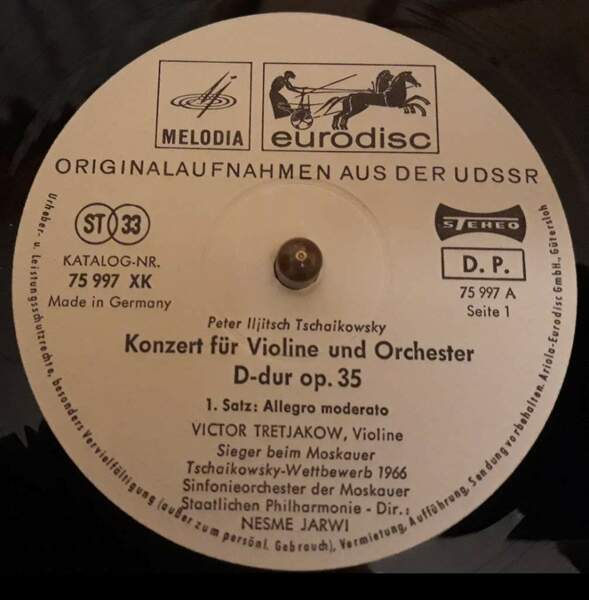 MELODIA
eurodisc
ORIGINALAUFNAHMEN AUS DER UDSSR
ST 33
STEREO
KATALOG-NR.
75 997 XK
Made in Germany
D. P.
75 997 A
Seite 1
Peter Iljitsch Tschaikowsky
Konzert für Violine und Orchester
D-dur op. 35
1. Satz: Allegro moderato
VICTOR TRETJAKOW, Violine
Sieger beim Moskauer
Tschaikowsky-Wettbewerb 1966
Sinfonieorchester der Moskauer
Staatlichen Philharmonie - Dir.:
NESME JARWI
Urheber- u. Leistungsschutzrechte, besonders Vervielfältigung (außer zum persönl. Gebrauch), Vermietung, Aufführung, Sendung vorbehalten. Ariola-Eurodisc GmbH., Gütersloh